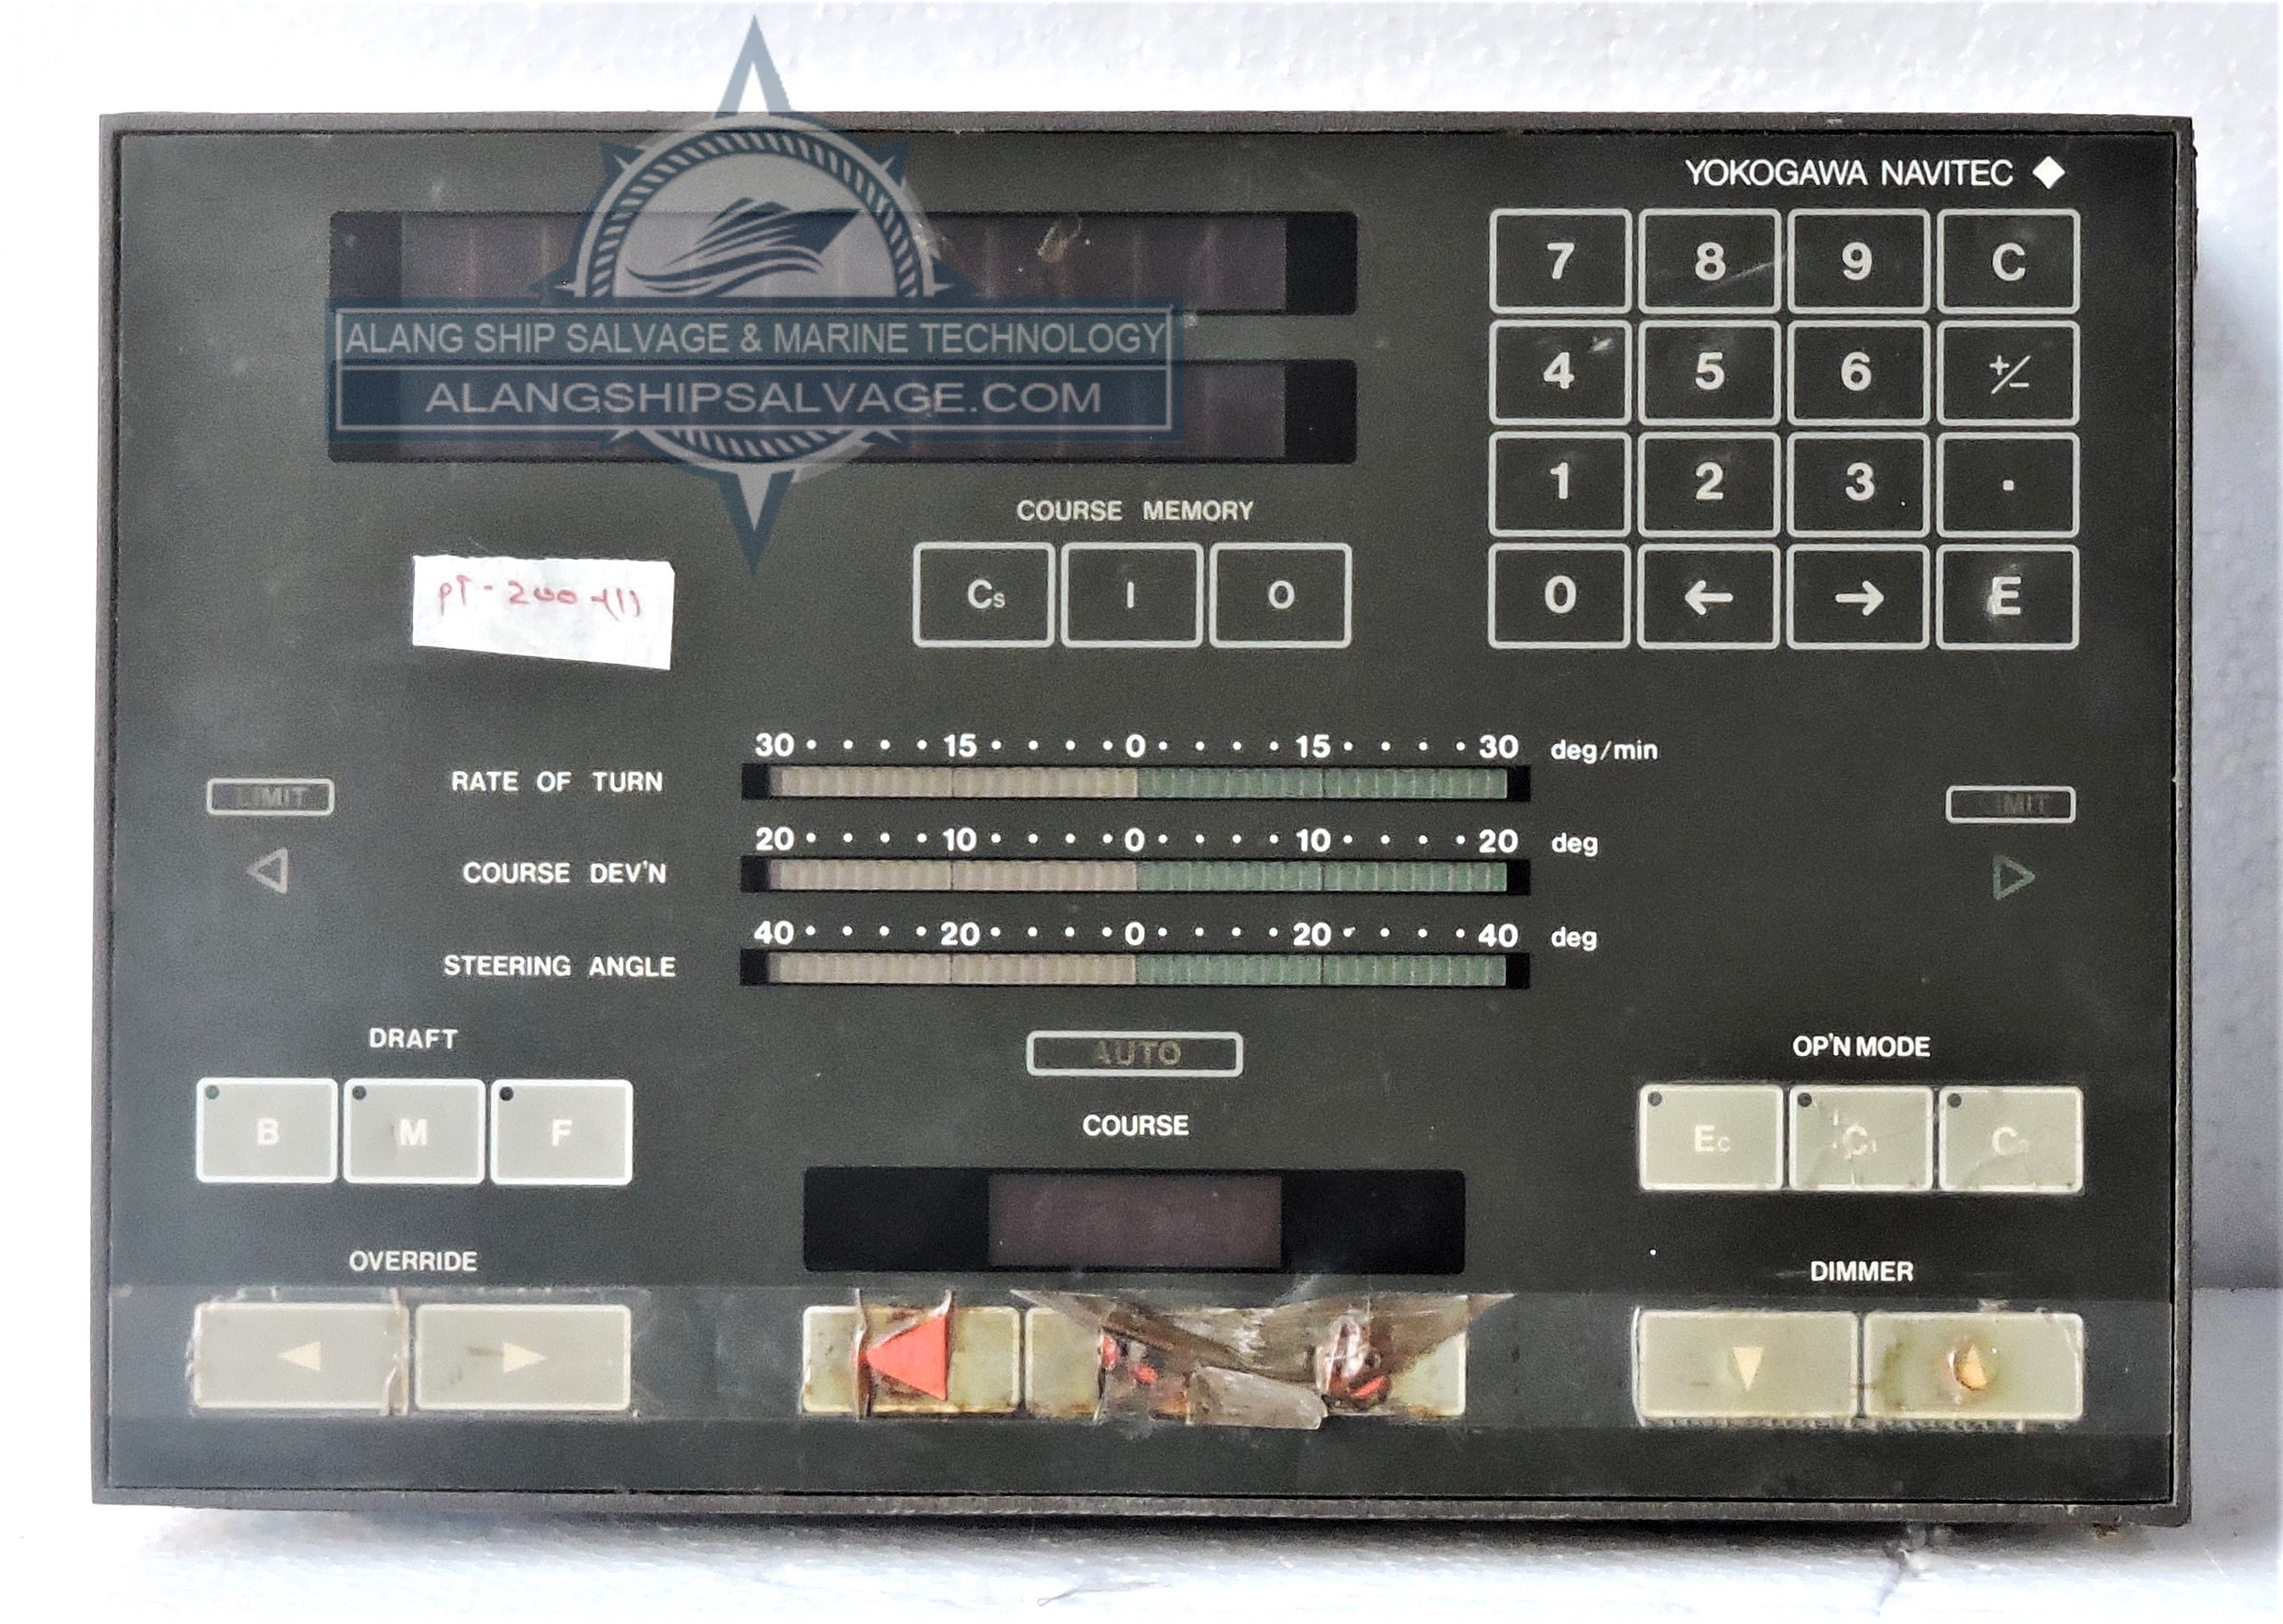 YOKOGAWA NAVITEC
ALANG SHIP SALVAGE & MARINE TECHNOLOGY
ALANGSHIPSALVAGE.COM
7 8 9 C
4 5 6 +/-
1 2 3 ·
0 ← → E
COURSE MEMORY
Cs I O
PT-200-(1)
30 · · · · 15 · · · · 0 · · · · 15 · · · · 30 deg/min
LIMIT RATE OF TURN LIMIT
20 · · · · 10 · · · · 0 · · · · 10 · · · · 20 deg
COURSE DEV'N
40 · · · · 20 · · · · 0 · · · · 20 · · · · 40 deg
STEERING ANGLE
DRAFT
B M F
AUTO
OP'N MODE
Ec C1
COURSE
OVERRIDE
DIMMER